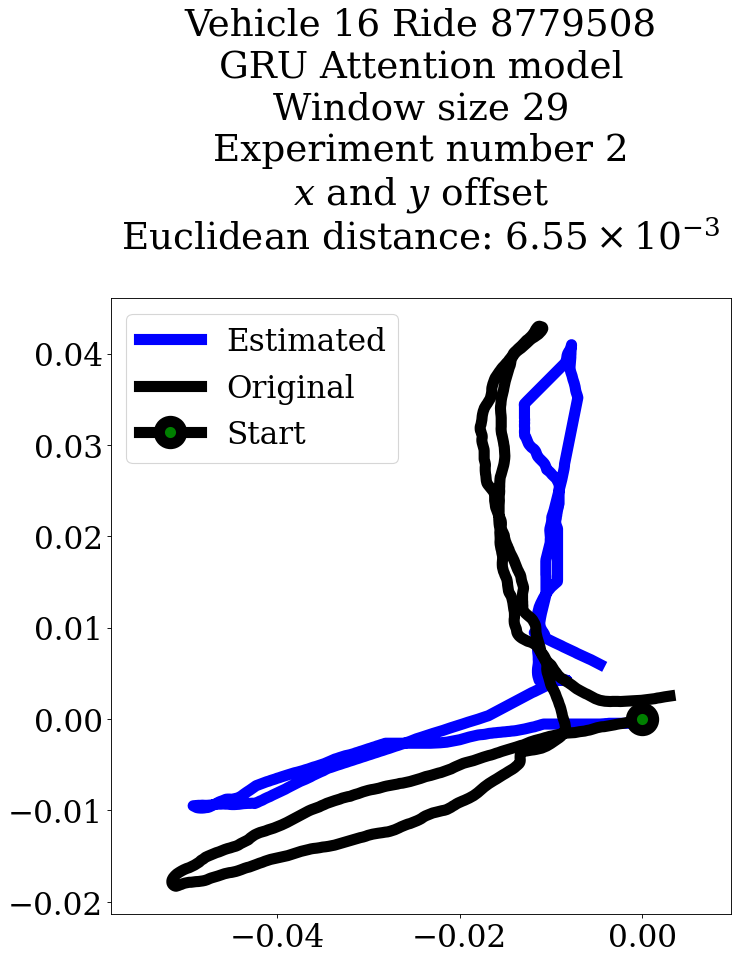 Vehicle 16 Ride 8779508
GRU Attention model
Window size 29
Experiment number 2
x and y offset
Euclidean distance: 6.55 × 10⁻³
Estimated
Original
Start
0.04
0.03
0.02
0.01
0.00
−0.01
−0.02
−0.04 −0.02 0.00